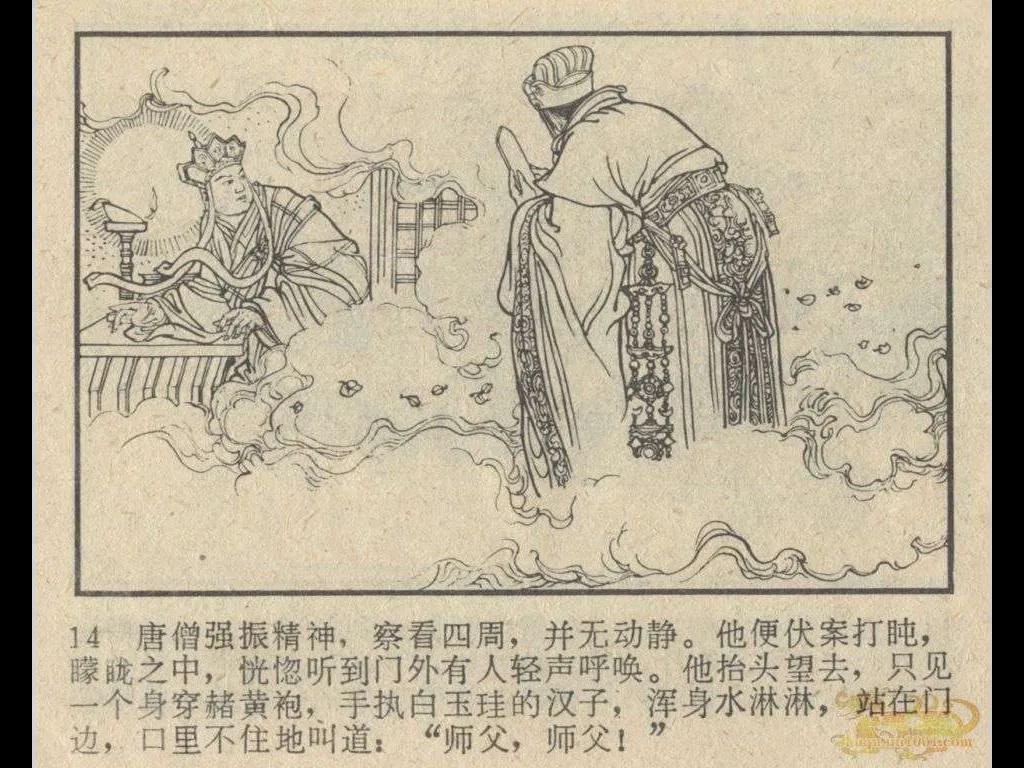 14 唐僧强振精神，察看四周，并无动静。他便伏案打盹，
矇眬之中，恍惚听到门外有人轻声呼唤。他抬头望去，只见
一个身穿赭黄袍，手执白玉珪的汉子，浑身水淋淋，站在门
边，口里不住地叫道：“师父，师父！”